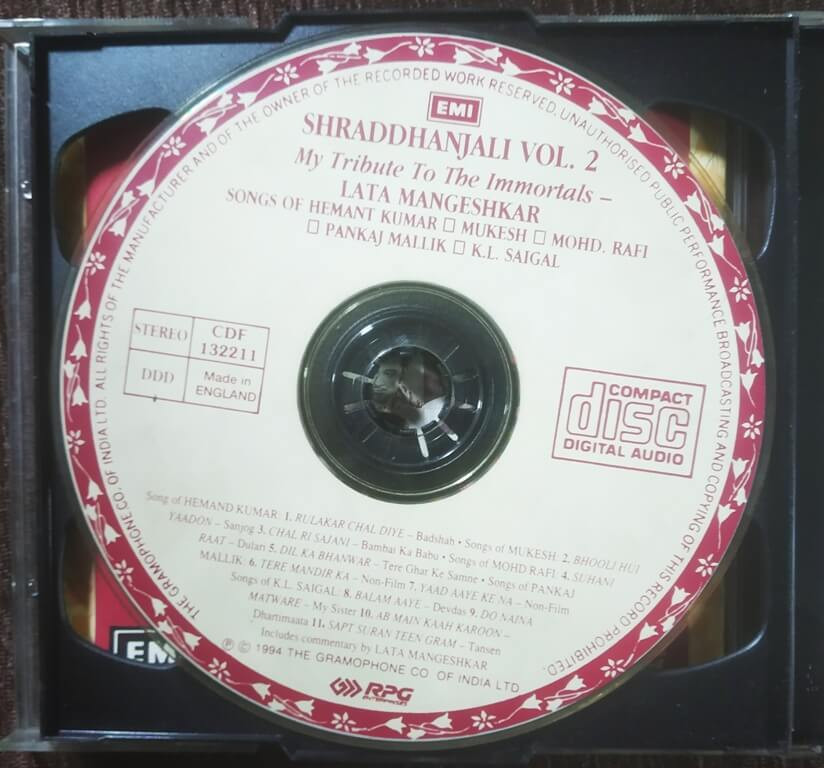 EMI
SHRADDHANJALI VOL. 2
My Tribute To The Immortals –
LATA MANGESHKAR
SONGS OF HEMANT KUMAR □ MUKESH □ MOHD. RAFI
□ PANKAJ MALLIK □ K.L. SAIGAL
STEREO
CDF
132211
DDD
Made in
ENGLAND
COMPACT
disc
DIGITAL AUDIO
Song of HEMAND KUMAR: 1. RULAKAR CHAL DIYE – Badshah • Songs of MUKESH: 2. BHOOLI HUI
YAADON – Sanjog 3. CHAL RI SAJANI – Bambai Ka Babu • Songs of MOHD RAFI: 4. SUHANI
RAAT – Dulari 5. DIL KA BHANWAR – Tere Ghar Ke Samne • Songs of PANKAJ
MALLIK: 6. TERE MANDIR KA – Non-Film 7. YAAD AAYE KE NA – Non-Film
Songs of K.L. SAIGAL: 8. BALAM AAYE – Devdas 9. DO NAINA
MATWARE – My Sister 10. AB MAIN KAAH KAROON –
Dhartimaata 11. SAPT SURAN TEEN GRAM – Tansen
Includes commentary by LATA MANGESHKAR
℗ © 1994 THE GRAMOPHONE CO. OF INDIA LTD
RPG
ENTERPRISES
THE GRAMOPHONE CO. OF INDIA LTD. ALL RIGHTS OF THE MANUFACTURER AND OF THE OWNER OF THE RECORDED WORK RESERVED. UNAUTHORISED PUBLIC PERFORMANCE BROADCASTING AND COPYING OF THIS RECORD PROHIBITED.
EM